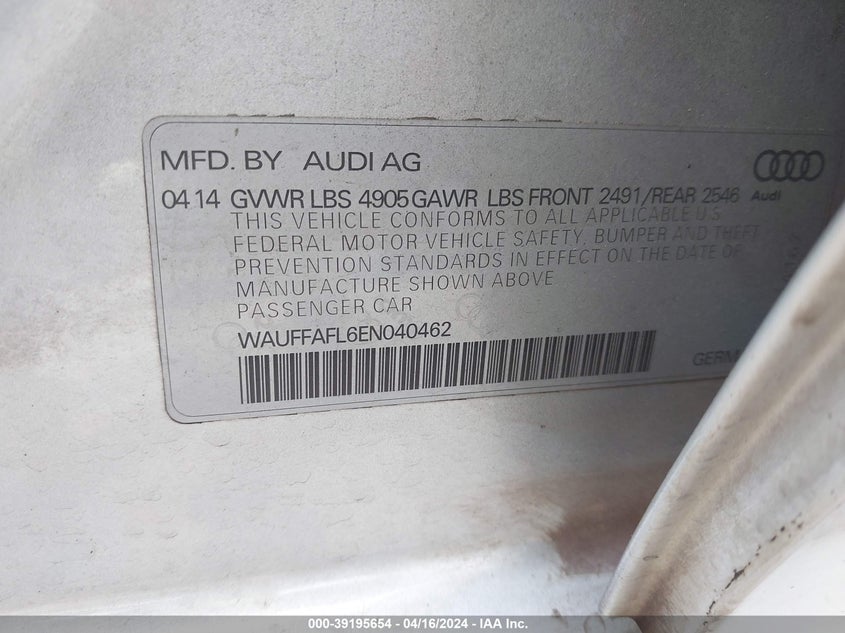 MFD. BY AUDI AG
04 14 GVWR LBS 4905 GAWR LBS FRONT 2491/REAR 2546 Audi
THIS VEHICLE CONFORMS TO ALL APPLICABLE U.S.
FEDERAL MOTOR VEHICLE SAFETY, BUMPER AND THEFT
PREVENTION STANDARDS IN EFFECT ON THE DATE OF
MANUFACTURE SHOWN ABOVE
PASSENGER CAR
WAUFFAFL6EN040462
GERM
000-39195654 / 04/16/2024 - © IAA Inc.